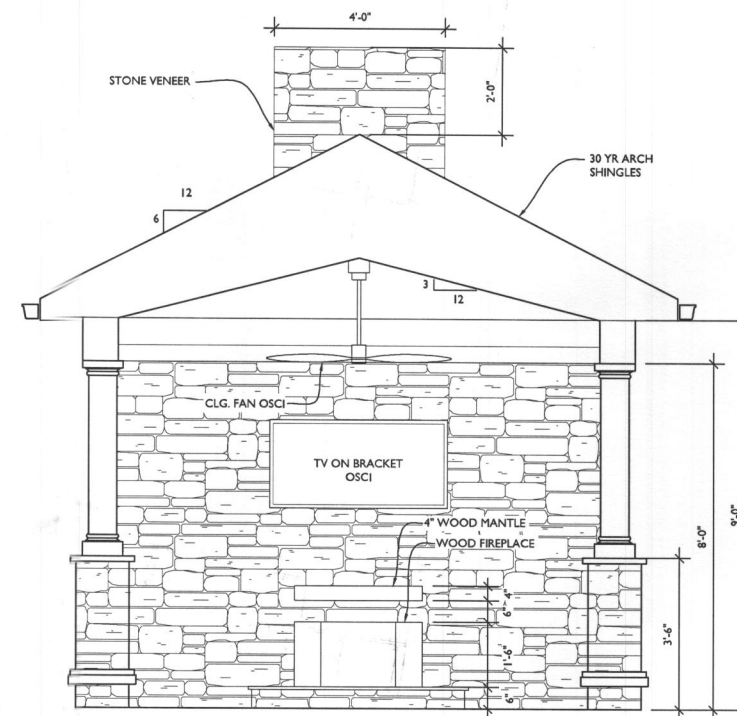 4'-0"
STONE VENEER
2'-0"
30 YR ARCH
SHINGLES
12
6
3
12
CLG. FAN OSCI
TV ON BRACKET
OSCI
4" WOOD MANTLE
WOOD FIREPLACE
4"
6"
1'-6"
6"
3'-6"
8'-0"
9'-0"